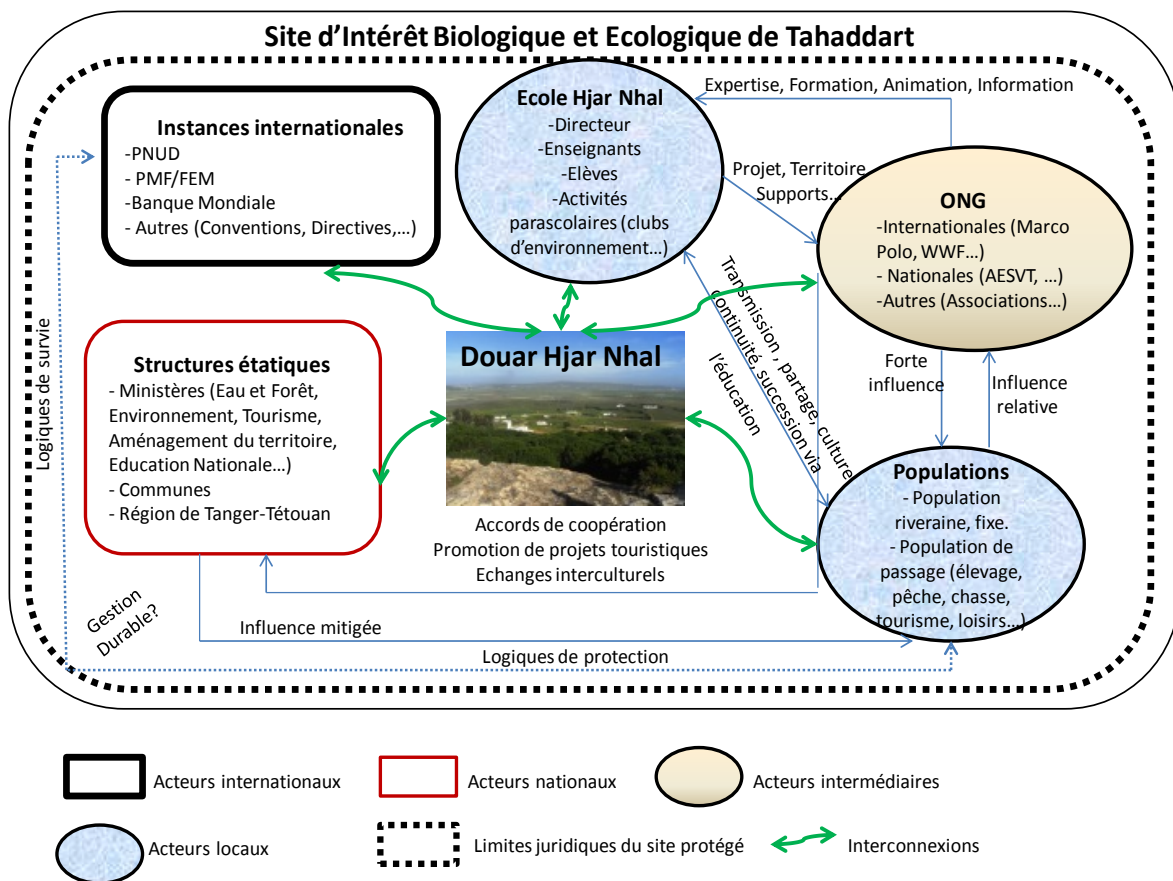 Site d'Intérêt Biologique et Ecologique de Tahaddart
Expertise, Formation, Animation, Information
Instances internationales
-PNUD
- PMF/FEM
-Banque Mondiale
- Autres (Conventions, Directives,…)
Ecole Hjar Nhal
-Directeur
-Enseignants
-Elèves
-Activités
parascolaires (clubs
d'environnement…)
Projet, Territoire
Supports…
ONG
-Internationales (Marco
Polo, WWF…)
- Nationales (AESVT, …)
-Autres (Associations…)
Logiques de survie
Structures étatiques
- Ministères (Eau et Forêt,
Environnement, Tourisme,
Aménagement du territoire,
Education Nationale…)
- Communes
- Région de Tanger-Tétouan
Douar Hjar Nhal
Transmission , partage, culture
continuité, succession via
l'éducation
Forte
influence
Influence
relative
Accords de coopération
Promotion de projets touristiques
Echanges interculturels
Populations
- Population
riveraine, fixe.
- Population de
passage (élevage,
pêche, chasse,
tourisme, loisirs…)
Gestion
Durable?
Influence mitigée
Logiques de protection
Acteurs internationaux
Acteurs nationaux
Acteurs intermédiaires
Acteurs locaux
Limites juridiques du site protégé
Interconnexions